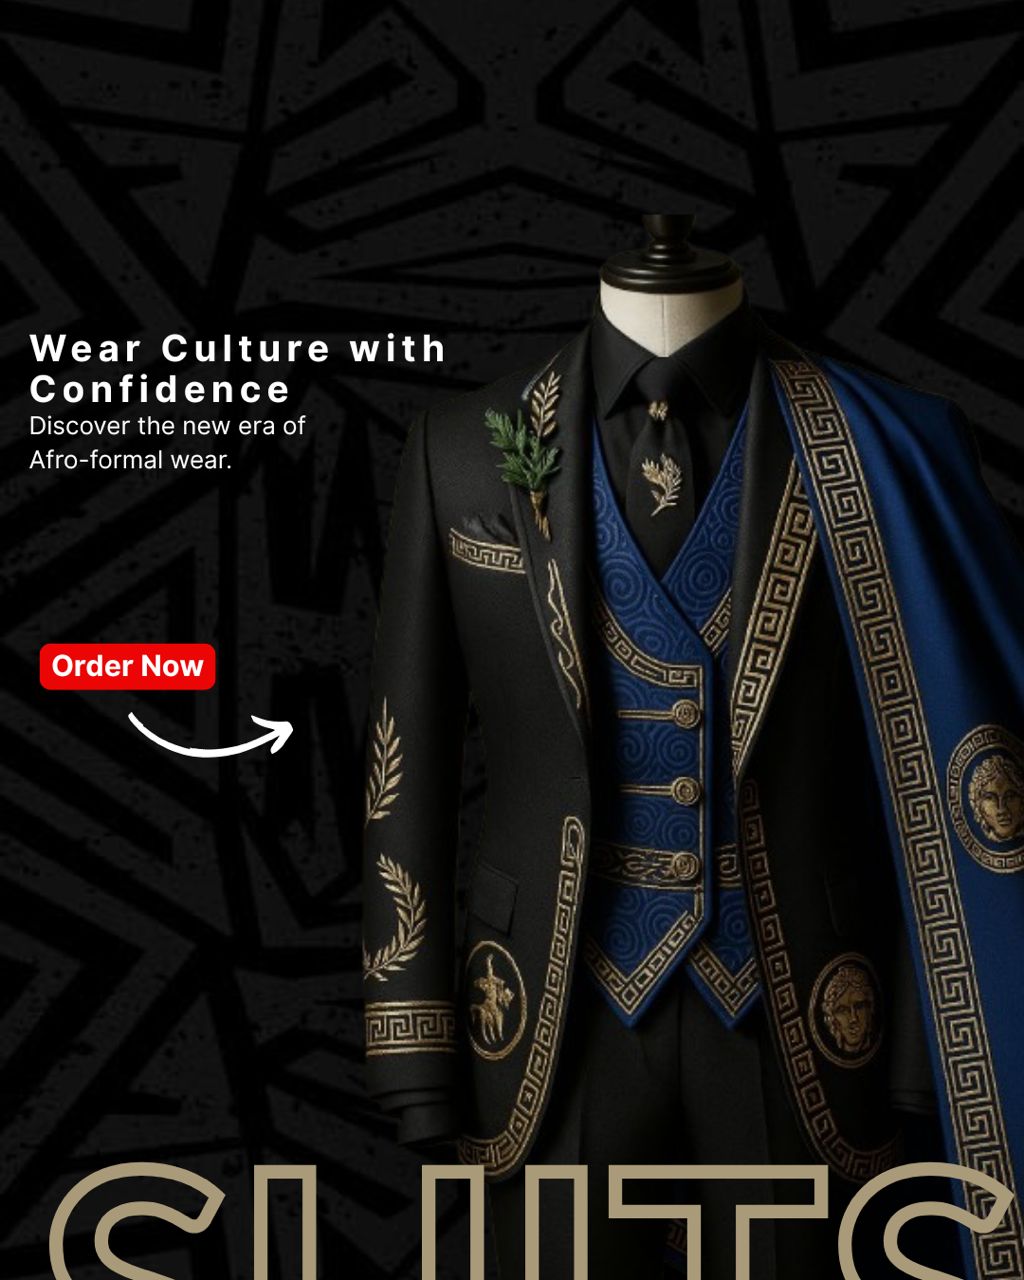 Wear Culture with
Confidence
Discover the new era of
Afro-formal wear.
Order Now
SUITS